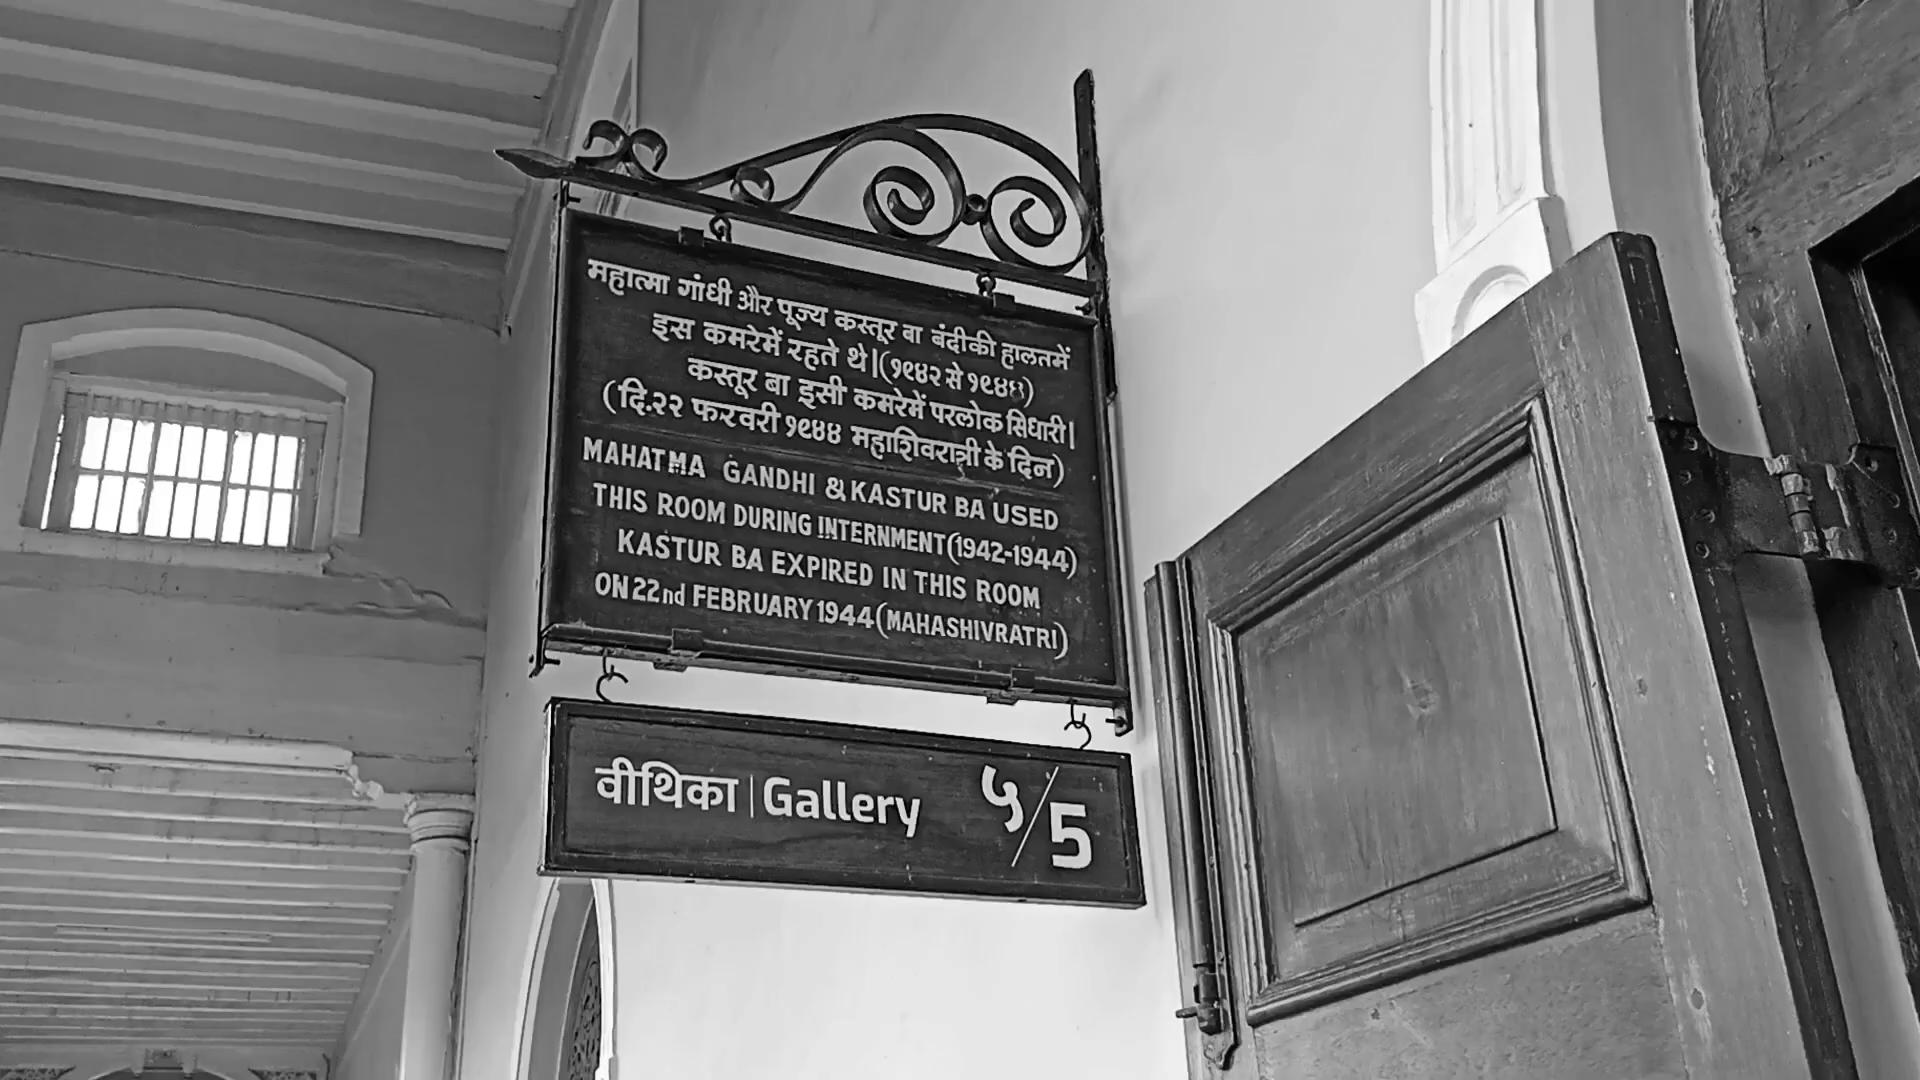 महात्मा गांधी और पूज्य कस्तूर बा बंदीकी हालतमें
इस कमरेमें रहते थे|(१९४२ से १९४४)
कस्तूर बा इसी कमरेमें परलोक सिधारी|
(दि.२२ फरवरी १९४४ महाशिवरात्री के दिन)
MAHATMA GANDHI & KASTUR BA USED
THIS ROOM DURING INTERNMENT(1942-1944)
KASTUR BA EXPIRED IN THIS ROOM
ON 22nd FEBRUARY 1944(MAHASHIVRATRI)
वीथिका | Gallery ५/5